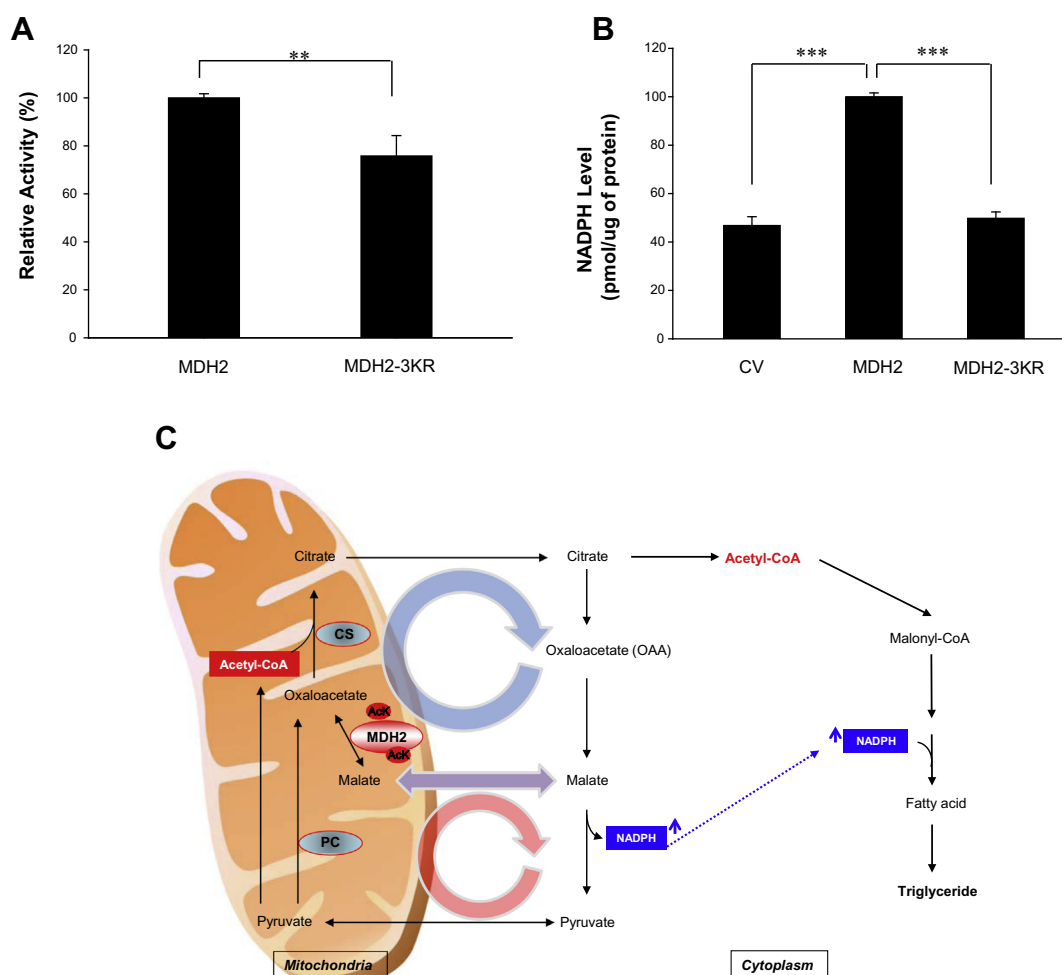 A
120
100
80
60
40
20
0
Relative Activity (%)
**
MDH2
MDH2-3KR
B
120
100
80
60
40
20
0
NADPH Level
(pmol/ug of protein)
***
***
CV
MDH2
MDH2-3KR
C
Citrate
Citrate
Acetyl-CoA
CS
Malonyl-CoA
Acetyl-CoA
Oxaloacetate (OAA)
Oxaloacetate
AcK
MDH2
AcK
NADPH
Malate
Malate
Fatty acid
PC
NADPH
Triglyceride
Pyruvate
Pyruvate
Mitochondria
Cytoplasm